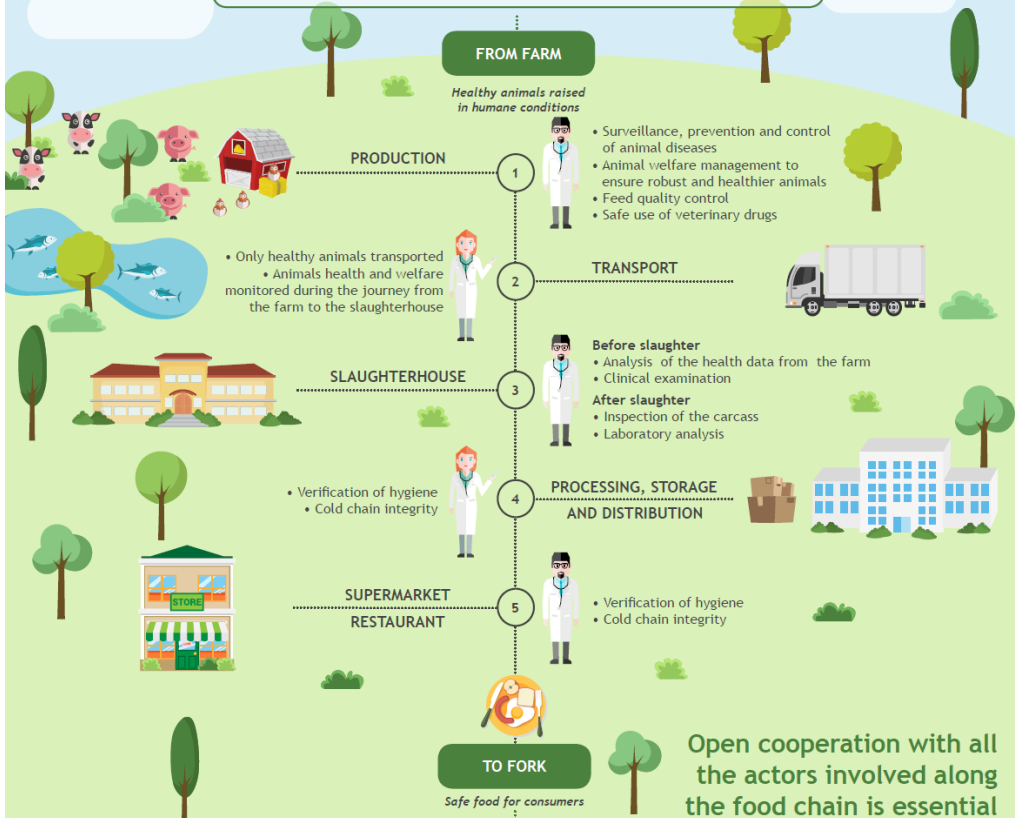 FROM FARM
Healthy animals raised
in humane conditions
PRODUCTION
1
• Surveillance, prevention and control
of animal diseases
• Animal welfare management to
ensure robust and healthier animals
• Feed quality control
• Safe use of veterinary drugs
• Only healthy animals transported
• Animals health and welfare
monitored during the journey from
the farm to the slaughterhouse
2
TRANSPORT
SLAUGHTERHOUSE
3
Before slaughter
• Analysis of the health data from the farm
• Clinical examination
After slaughter
• Inspection of the carcass
• Laboratory analysis
• Verification of hygiene
• Cold chain integrity
4
PROCESSING, STORAGE
AND DISTRIBUTION
STORE
SUPERMARKET
RESTAURANT
5
• Verification of hygiene
• Cold chain integrity
TO FORK
Safe food for consumers
Open cooperation with all
the actors involved along
the food chain is essential